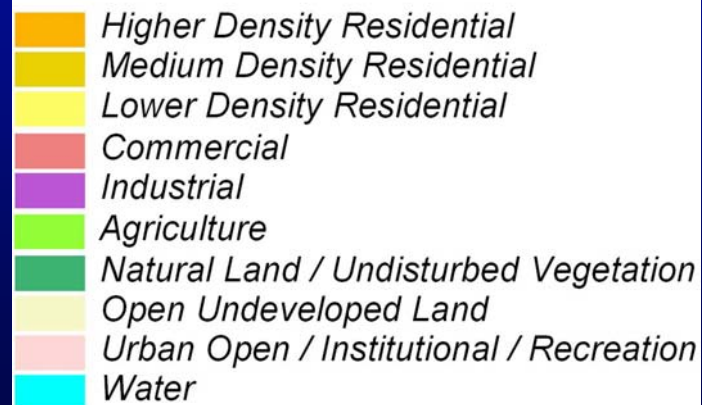 Higher Density Residential
Medium Density Residential
Lower Density Residential
Commercial
Industrial
Agriculture
Natural Land / Undisturbed Vegetation
Open Undeveloped Land
Urban Open / Institutional / Recreation
Water